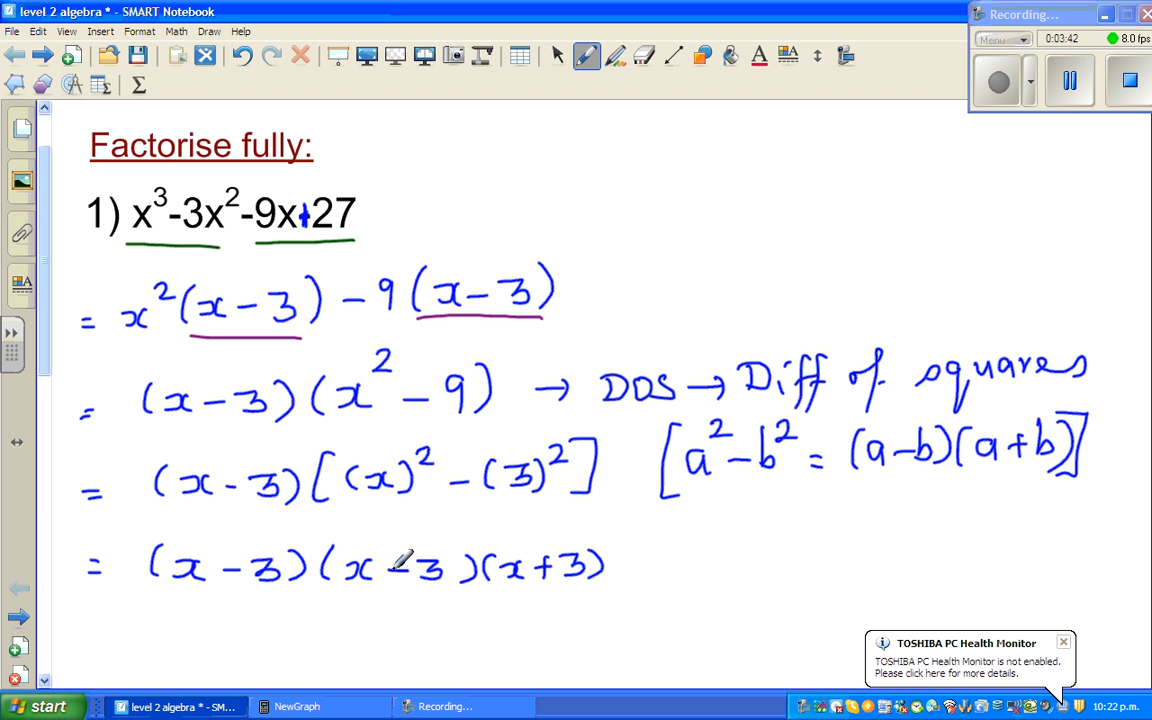 level 2 algebra * - SMART Notebook
Recording...
File Edit View Insert Format Math Draw Help
Menu
0:03:42
8.0 fps
Factorise fully:
1) x³-3x²-9x+27
= x²(x-3) - 9(x-3)
= (x-3)(x²-9) → DOS → Diff of squares
= (x-3)[(x)²-(3)²] [a²-b² = (a-b)(a+b)]
= (x-3)(x-3)(x+3)
TOSHIBA PC Health Monitor
TOSHIBA PC Health Monitor is not enabled.
Please click here for more details.
start
level 2 algebra * - SM...
NewGraph
Recording...
10:22 p.m.